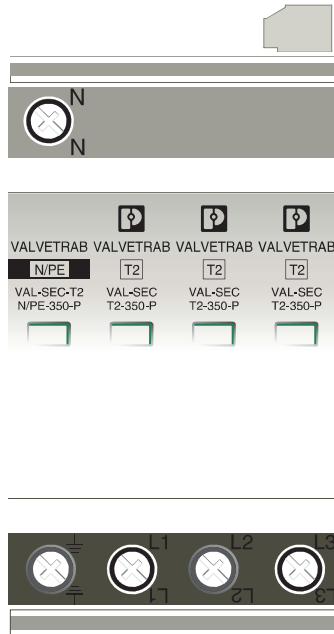 N
N
VALVETRAB VALVETRAB VALVETRAB VALVETRAB
N/PE T2 T2 T2
VAL-SEC-T2 VAL-SEC VAL-SEC VAL-SEC
N/PE-350-P T2-350-P T2-350-P T2-350-P
L1 L2 L3
L1 L2 L3